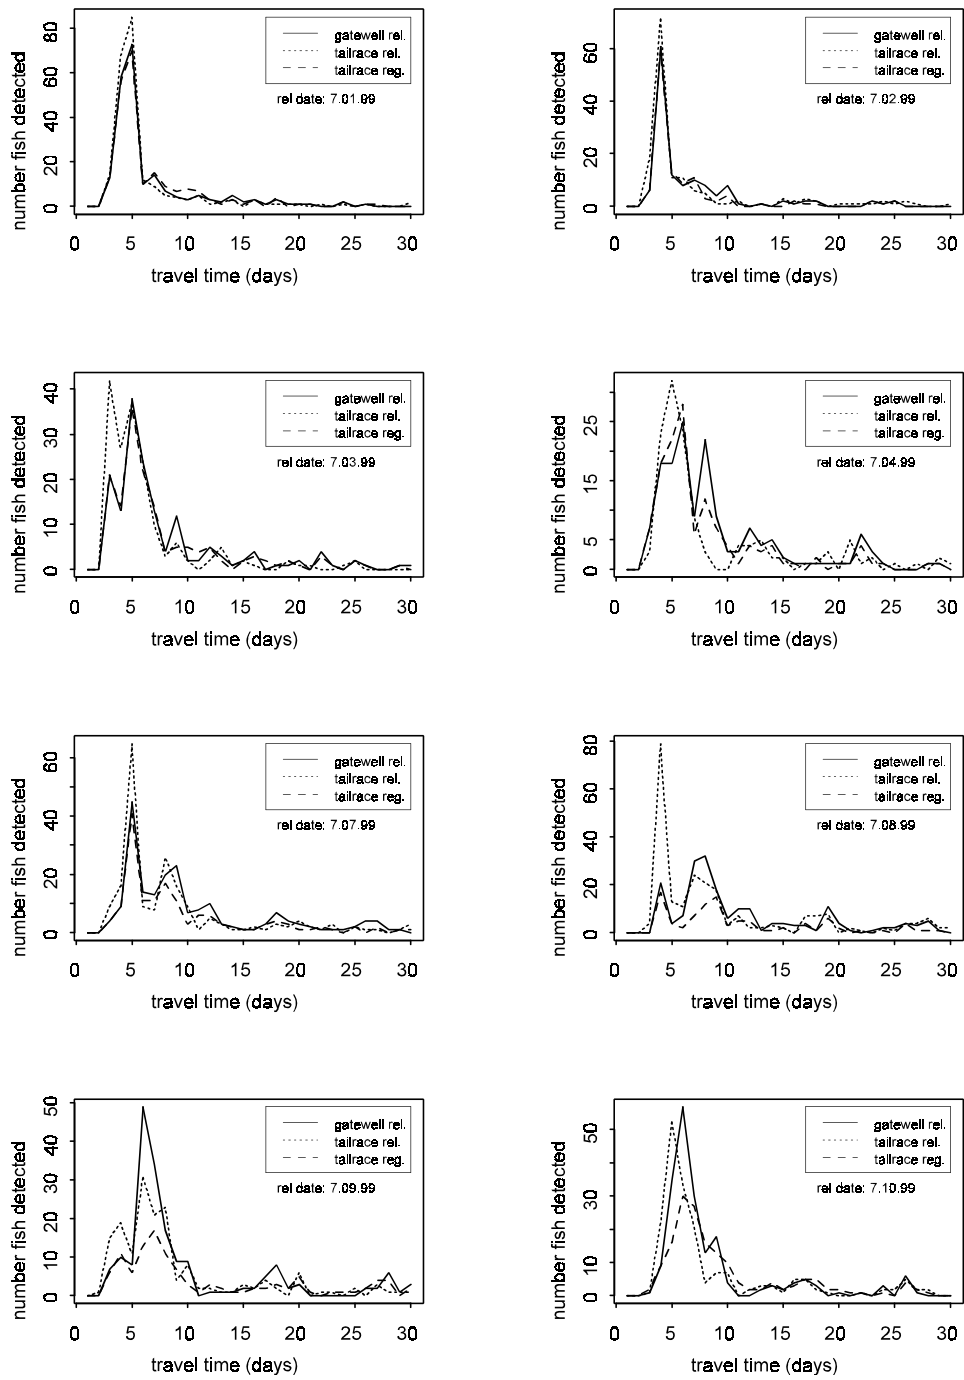 number fish detected
0 20 40 60 80
gatewell rel.
tailrace rel.
tailrace reg.
rel date: 7.01.99
0 5 10 15 20 25 30
travel time (days)
number fish detected
0 20 40 60
gatewell rel.
tailrace rel.
tailrace reg.
rel date: 7.02.99
0 5 10 15 20 25 30
travel time (days)
number fish detected
0 10 20 30 40
gatewell rel.
tailrace rel.
tailrace reg.
rel date: 7.03.99
0 5 10 15 20 25 30
travel time (days)
number fish detected
0 5 15 25
gatewell rel.
tailrace rel.
tailrace reg.
rel date: 7.04.99
0 5 10 15 20 25 30
travel time (days)
number fish detected
0 20 40 60
gatewell rel.
tailrace rel.
tailrace reg.
rel date: 7.07.99
0 5 10 15 20 25 30
travel time (days)
number fish detected
0 20 40 60 80
gatewell rel.
tailrace rel.
tailrace reg.
rel date: 7.08.99
0 5 10 15 20 25 30
travel time (days)
number fish detected
0 10 20 30 40 50
gatewell rel.
tailrace rel.
tailrace reg.
rel date: 7.09.99
0 5 10 15 20 25 30
travel time (days)
number fish detected
0 10 30 50
gatewell rel.
tailrace rel.
tailrace reg.
rel date: 7.10.99
0 5 10 15 20 25 30
travel time (days)